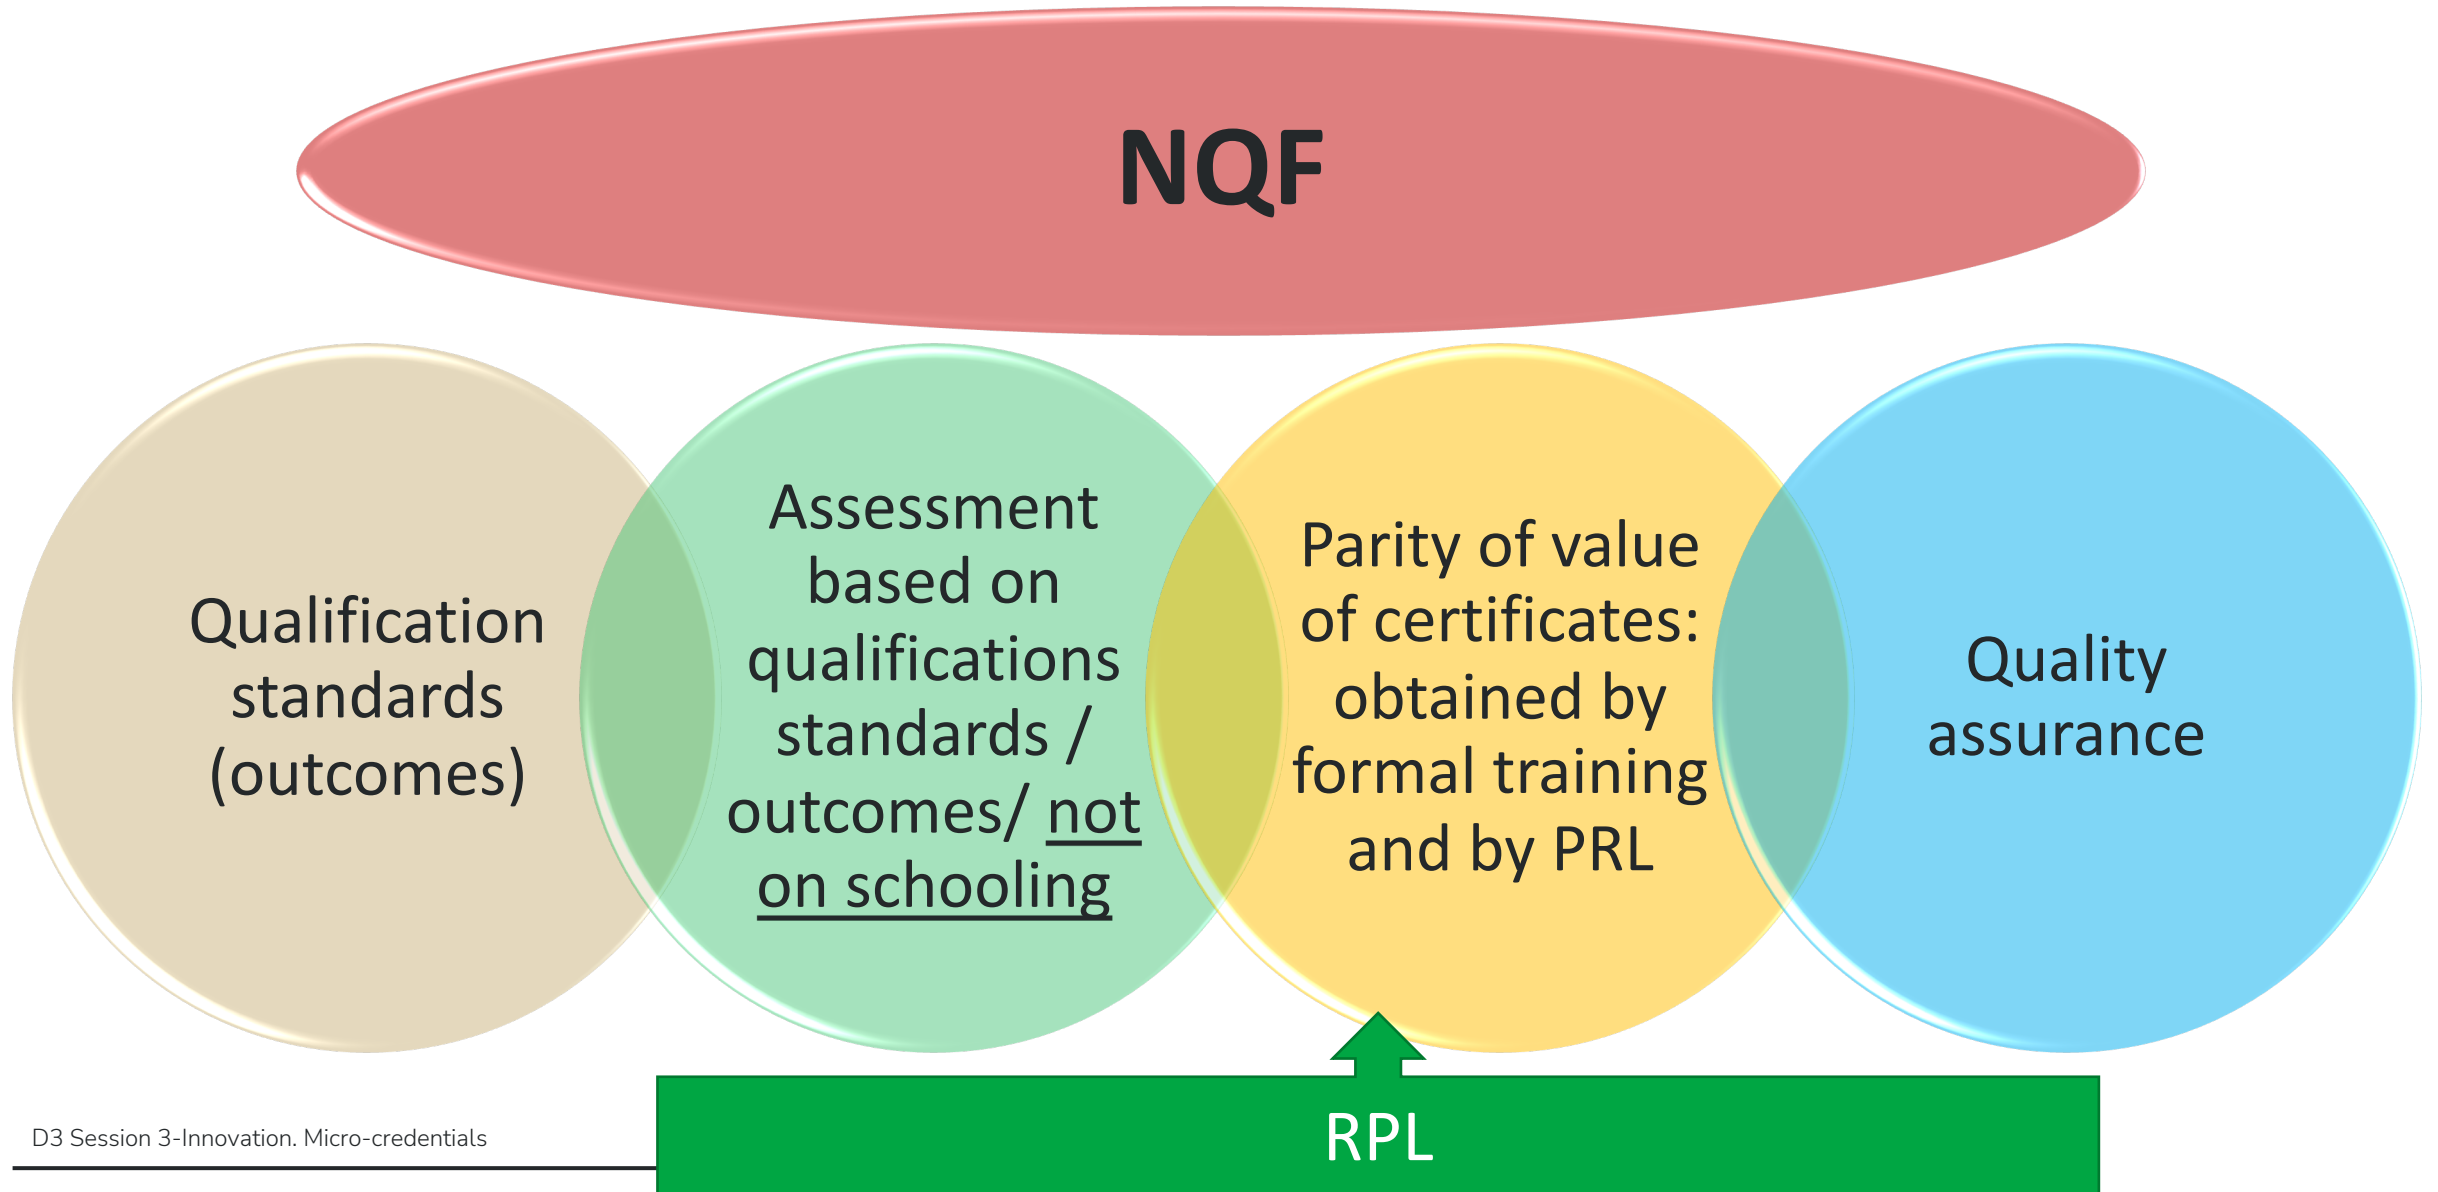 NQF
Qualification
standards
(outcomes)
Assessment
based on
qualifications
standards /
outcomes/ not
on schooling
Parity of value
of certificates:
obtained by
formal training
and by PRL
Quality
assurance
RPL
D3 Session 3-Innovation. Micro-credentials